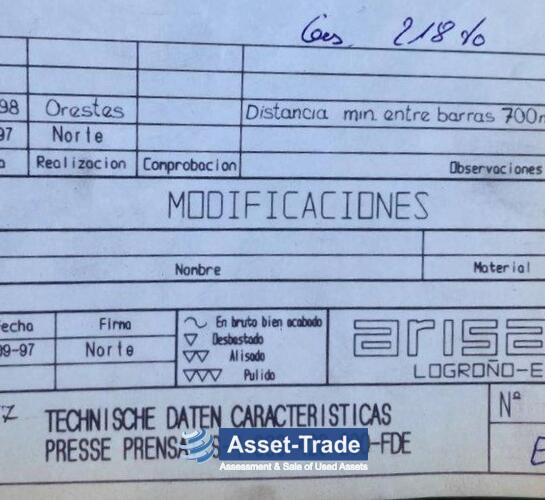 Ges 218 %
98 Orestes Distancia min. entre barras 700m
97 Norte
Realizacion Comprobacion Observaciones
MODIFICACIONES
Nombre Material
Fecha Firma En bruto bien acabado
09-97 Norte Desbastado
Alisado
Pulido
arisa
LOGROÑO-E
TECHNISCHE DATEN CARACTERISTICAS Nº
PRESSE PRENSA -FDE
Asset-Trade
Assessment & Sale of Used Assets